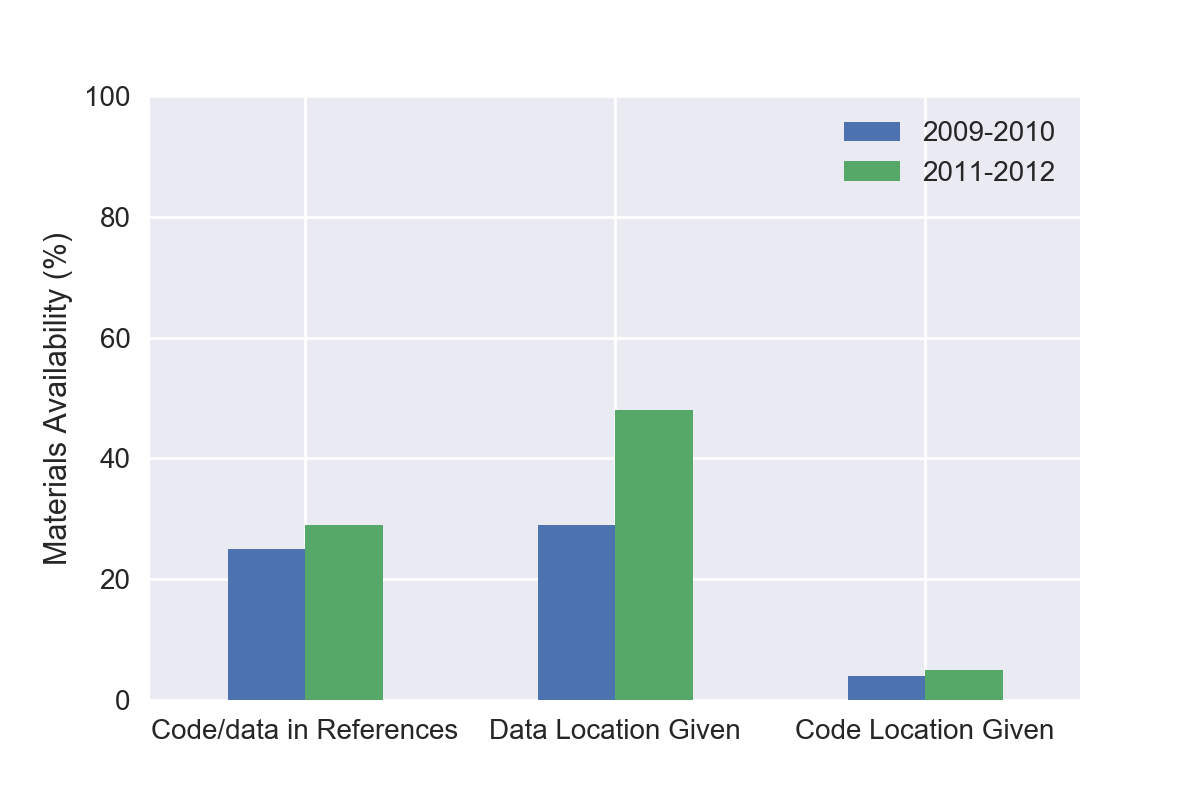 100
80
60
40
20
0
Materials Availability (%)
2009-2010
2011-2012
Code/data in References
Data Location Given
Code Location Given